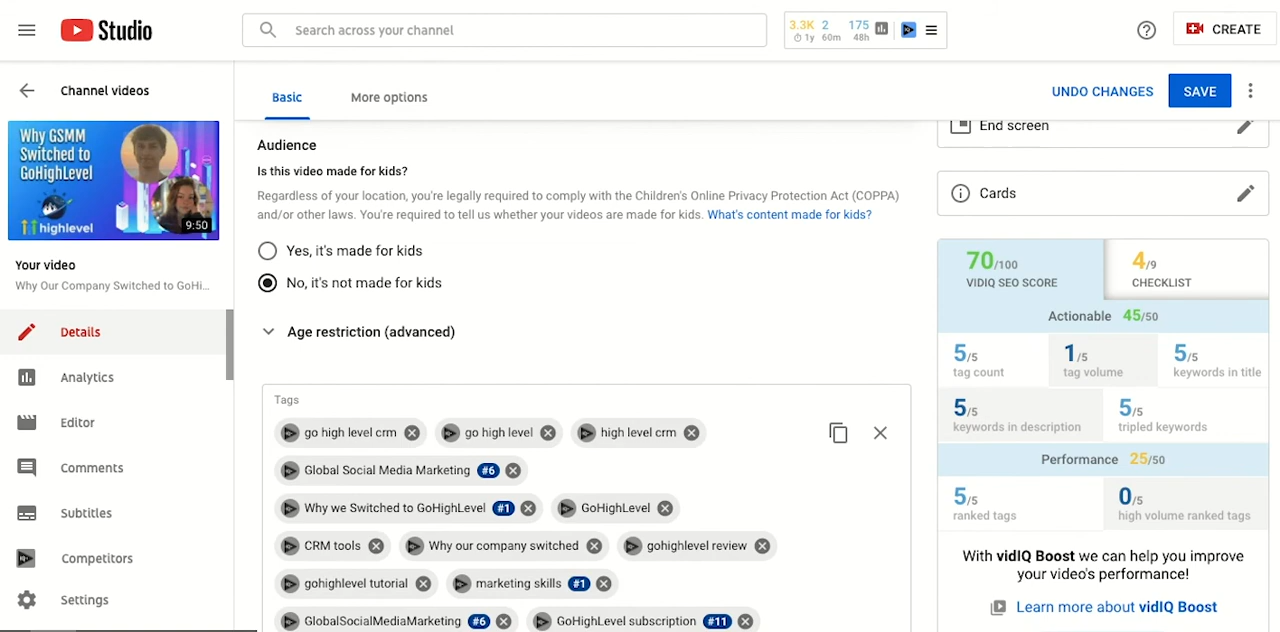 Studio
Search across your channel
3.3K 2 175
1y 60m 48h
CREATE
Channel videos
Basic
More options
UNDO CHANGES
SAVE
Why GSMM
Switched to
GoHighLevel
highlevel
9:50
Your video
Why Our Company Switched to GoHi...
Details
Analytics
Editor
Comments
Subtitles
Competitors
Settings
Audience
Is this video made for kids?
Regardless of your location, you're legally required to comply with the Children's Online Privacy Protection Act (COPPA)
and/or other laws. You're required to tell us whether your videos are made for kids. What's content made for kids?
Yes, it's made for kids
No, it's not made for kids
Age restriction (advanced)
Tags
go high level crm go high level high level crm
Global Social Media Marketing #6
Why we Switched to GoHighLevel #1 GoHighLevel
CRM tools Why our company switched gohighlevel review
gohighlevel tutorial marketing skills #1
GlobalSocialMediaMarketing #6 GoHighLevel subscription #11
End screen
Cards
70/100
VIDIQ SEO SCORE
4/9
CHECKLIST
Actionable 45/50
5/5
tag count
1/5
tag volume
5/5
keywords in title
5/5
keywords in description
5/5
tripled keywords
Performance 25/50
5/5
ranked tags
0/5
high volume ranked tags
With vidIQ Boost we can help you improve
your video's performance!
Learn more about vidIQ Boost